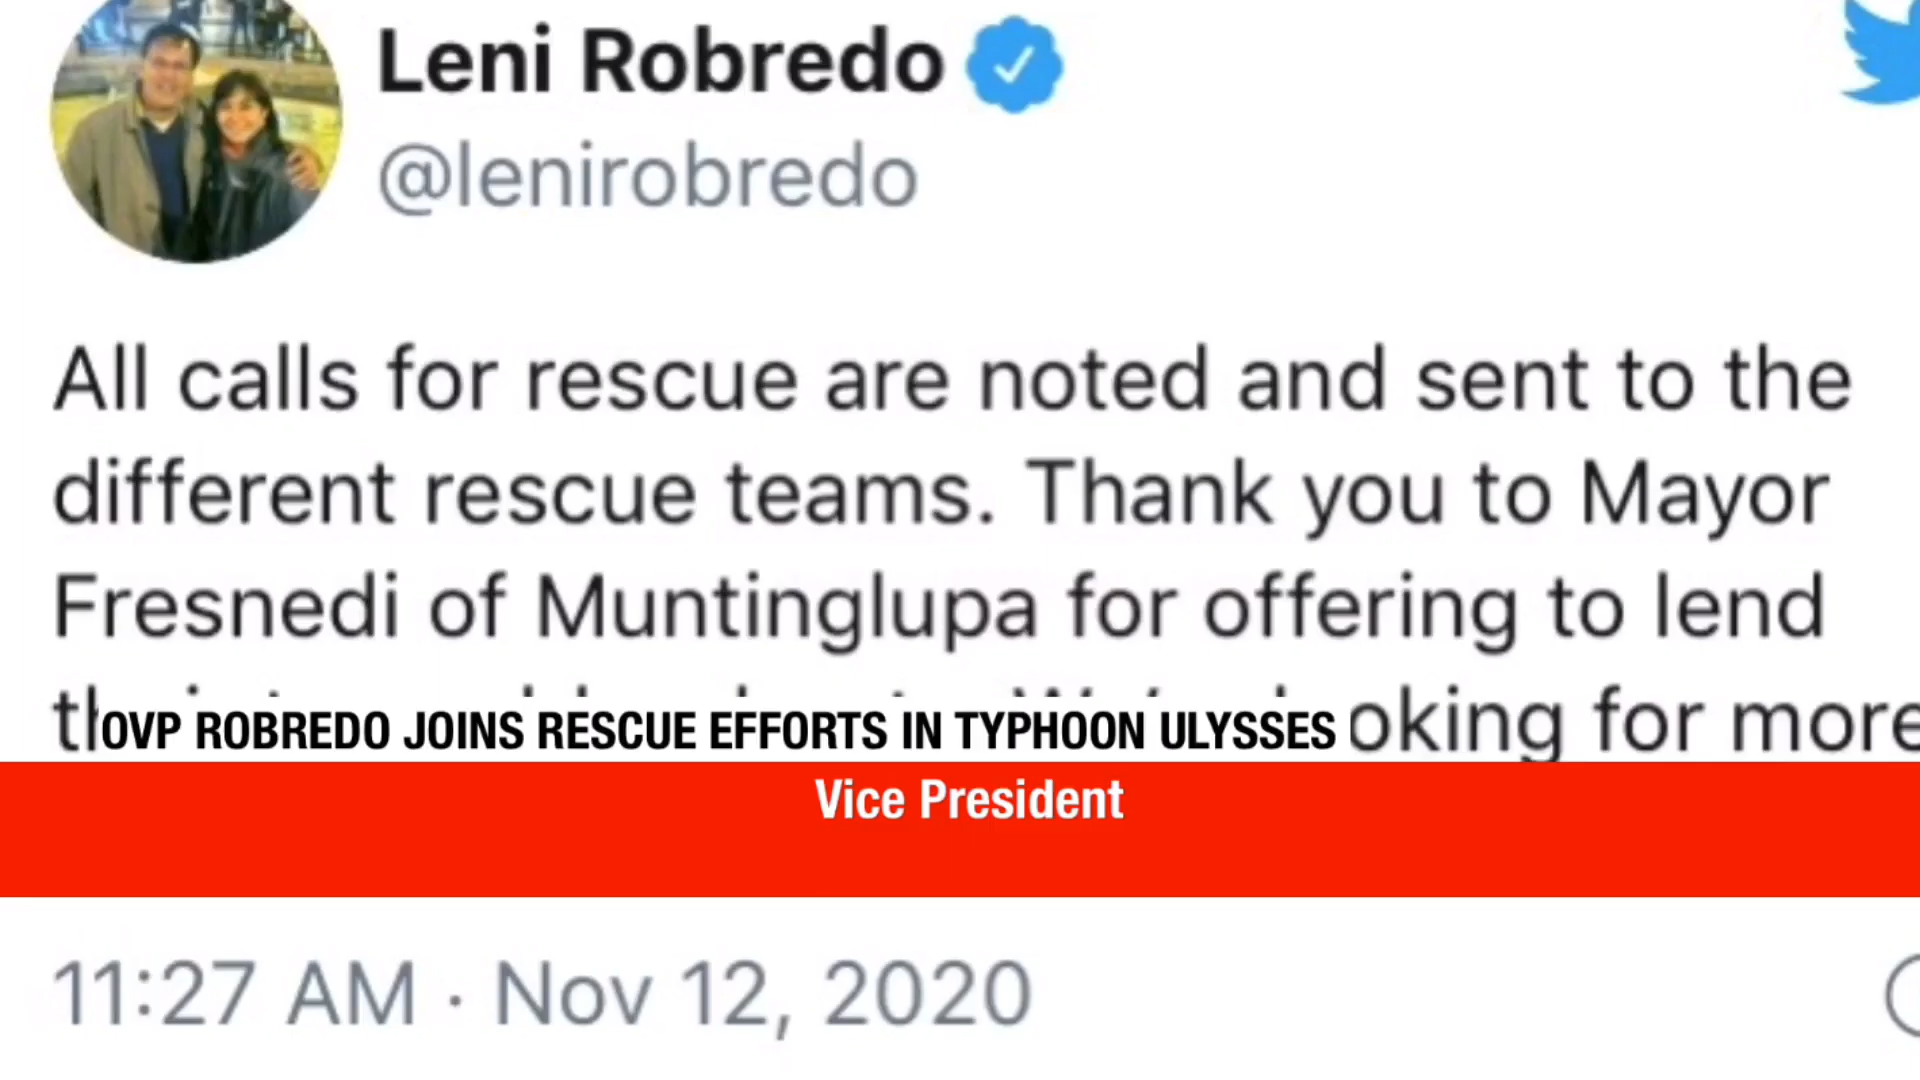 Leni Robredo
@lenirobredo
All calls for rescue are noted and sent to the
different rescue teams. Thank you to Mayor
Fresnedi of Muntinglupa for offering to lend
for more
OVP ROBREDO JOINS RESCUE EFFORTS IN TYPHOON ULYSSES
Vice President
11:27 AM · Nov 12, 2020